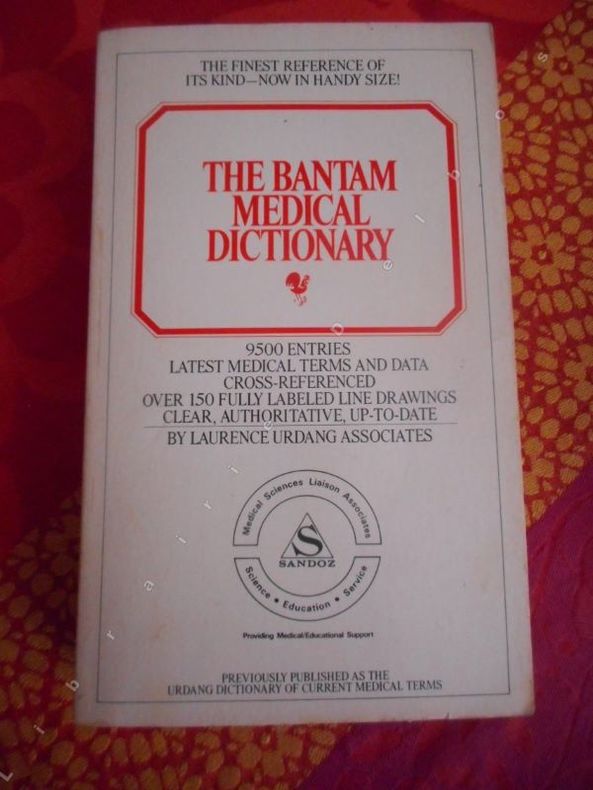 THE FINEST REFERENCE OF
ITS KIND—NOW IN HANDY SIZE!
THE BANTAM
MEDICAL
DICTIONARY
9500 ENTRIES
LATEST MEDICAL TERMS AND DATA
CROSS-REFERENCED
OVER 150 FULLY LABELED LINE DRAWINGS
CLEAR, AUTHORITATIVE, UP-TO-DATE
BY LAURENCE URDANG ASSOCIATES
Medical Sciences Liaison Associates
S
SANDOZ
Science • Education • Service
Providing Medical/Educational Support
PREVIOUSLY PUBLISHED AS THE
URDANG DICTIONARY OF CURRENT MEDICAL TERMS